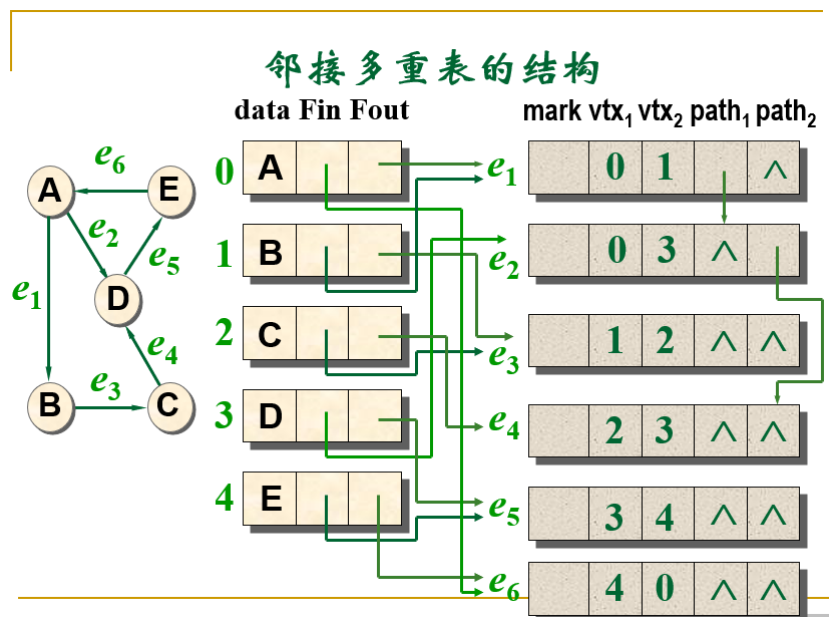 邻接多重表的结构
data Fin Fout
mark vtx₁ vtx₂ path₁ path₂
e₆
A E
e₂ e₅
e₁ D
e₄
e₃
B C
0 A
1 B
2 C
3 D
4 E
e₁ 0 1 ∧
e₂ 0 3 ∧
e₃ 1 2 ∧ ∧
e₄ 2 3 ∧ ∧
e₅ 3 4 ∧ ∧
e₆ 4 0 ∧ ∧